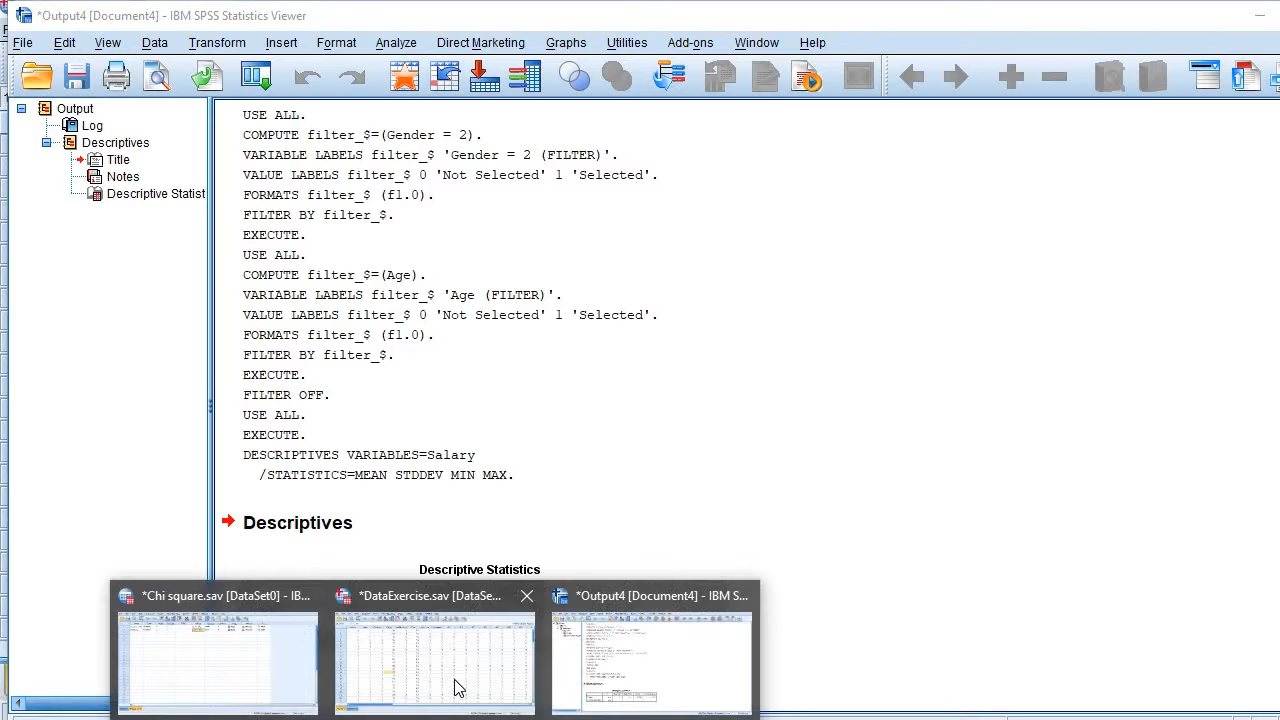 *Output4 [Document4] - IBM SPSS Statistics Viewer
File Edit View Data Transform Insert Format Analyze Direct Marketing Graphs Utilities Add-ons Window Help
Output
Log
Descriptives
Title
Notes
Descriptive Statist
USE ALL.
COMPUTE filter_$=(Gender = 2).
VARIABLE LABELS filter_$ 'Gender = 2 (FILTER)'.
VALUE LABELS filter_$ 0 'Not Selected' 1 'Selected'.
FORMATS filter_$ (f1.0).
FILTER BY filter_$.
EXECUTE.
USE ALL.
COMPUTE filter_$=(Age).
VARIABLE LABELS filter_$ 'Age (FILTER)'.
VALUE LABELS filter_$ 0 'Not Selected' 1 'Selected'.
FORMATS filter_$ (f1.0).
FILTER BY filter_$.
EXECUTE.
FILTER OFF.
USE ALL.
EXECUTE.
DESCRIPTIVES VARIABLES=Salary
/STATISTICS=MEAN STDDEV MIN MAX.
Descriptives
Descriptive Statistics
*Chi square.sav [DataSet0] - IB...
*DataExercise.sav [DataSe...
*Output4 [Document4] - IBM S...